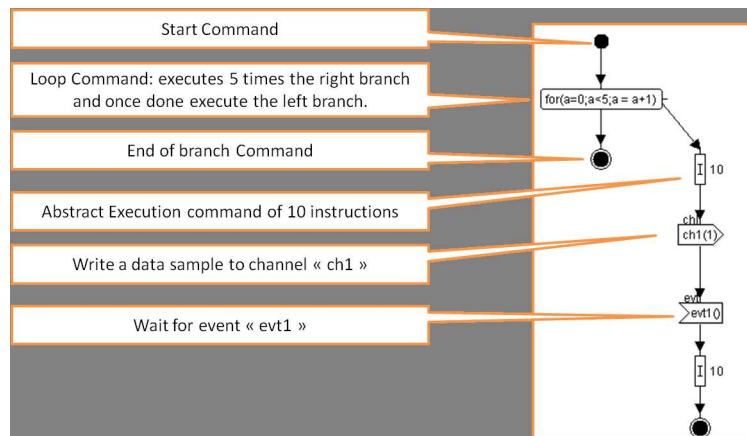 Start Command
Loop Command: executes 5 times the right branch
and once done execute the left branch.
End of branch Command
Abstract Execution command of 10 instructions
Write a data sample to channel « ch1 »
Wait for event « evt1 »
for(a=0;a<5;a = a+1)
I 10
chl
ch1(1)
evt
evt1()
I 10